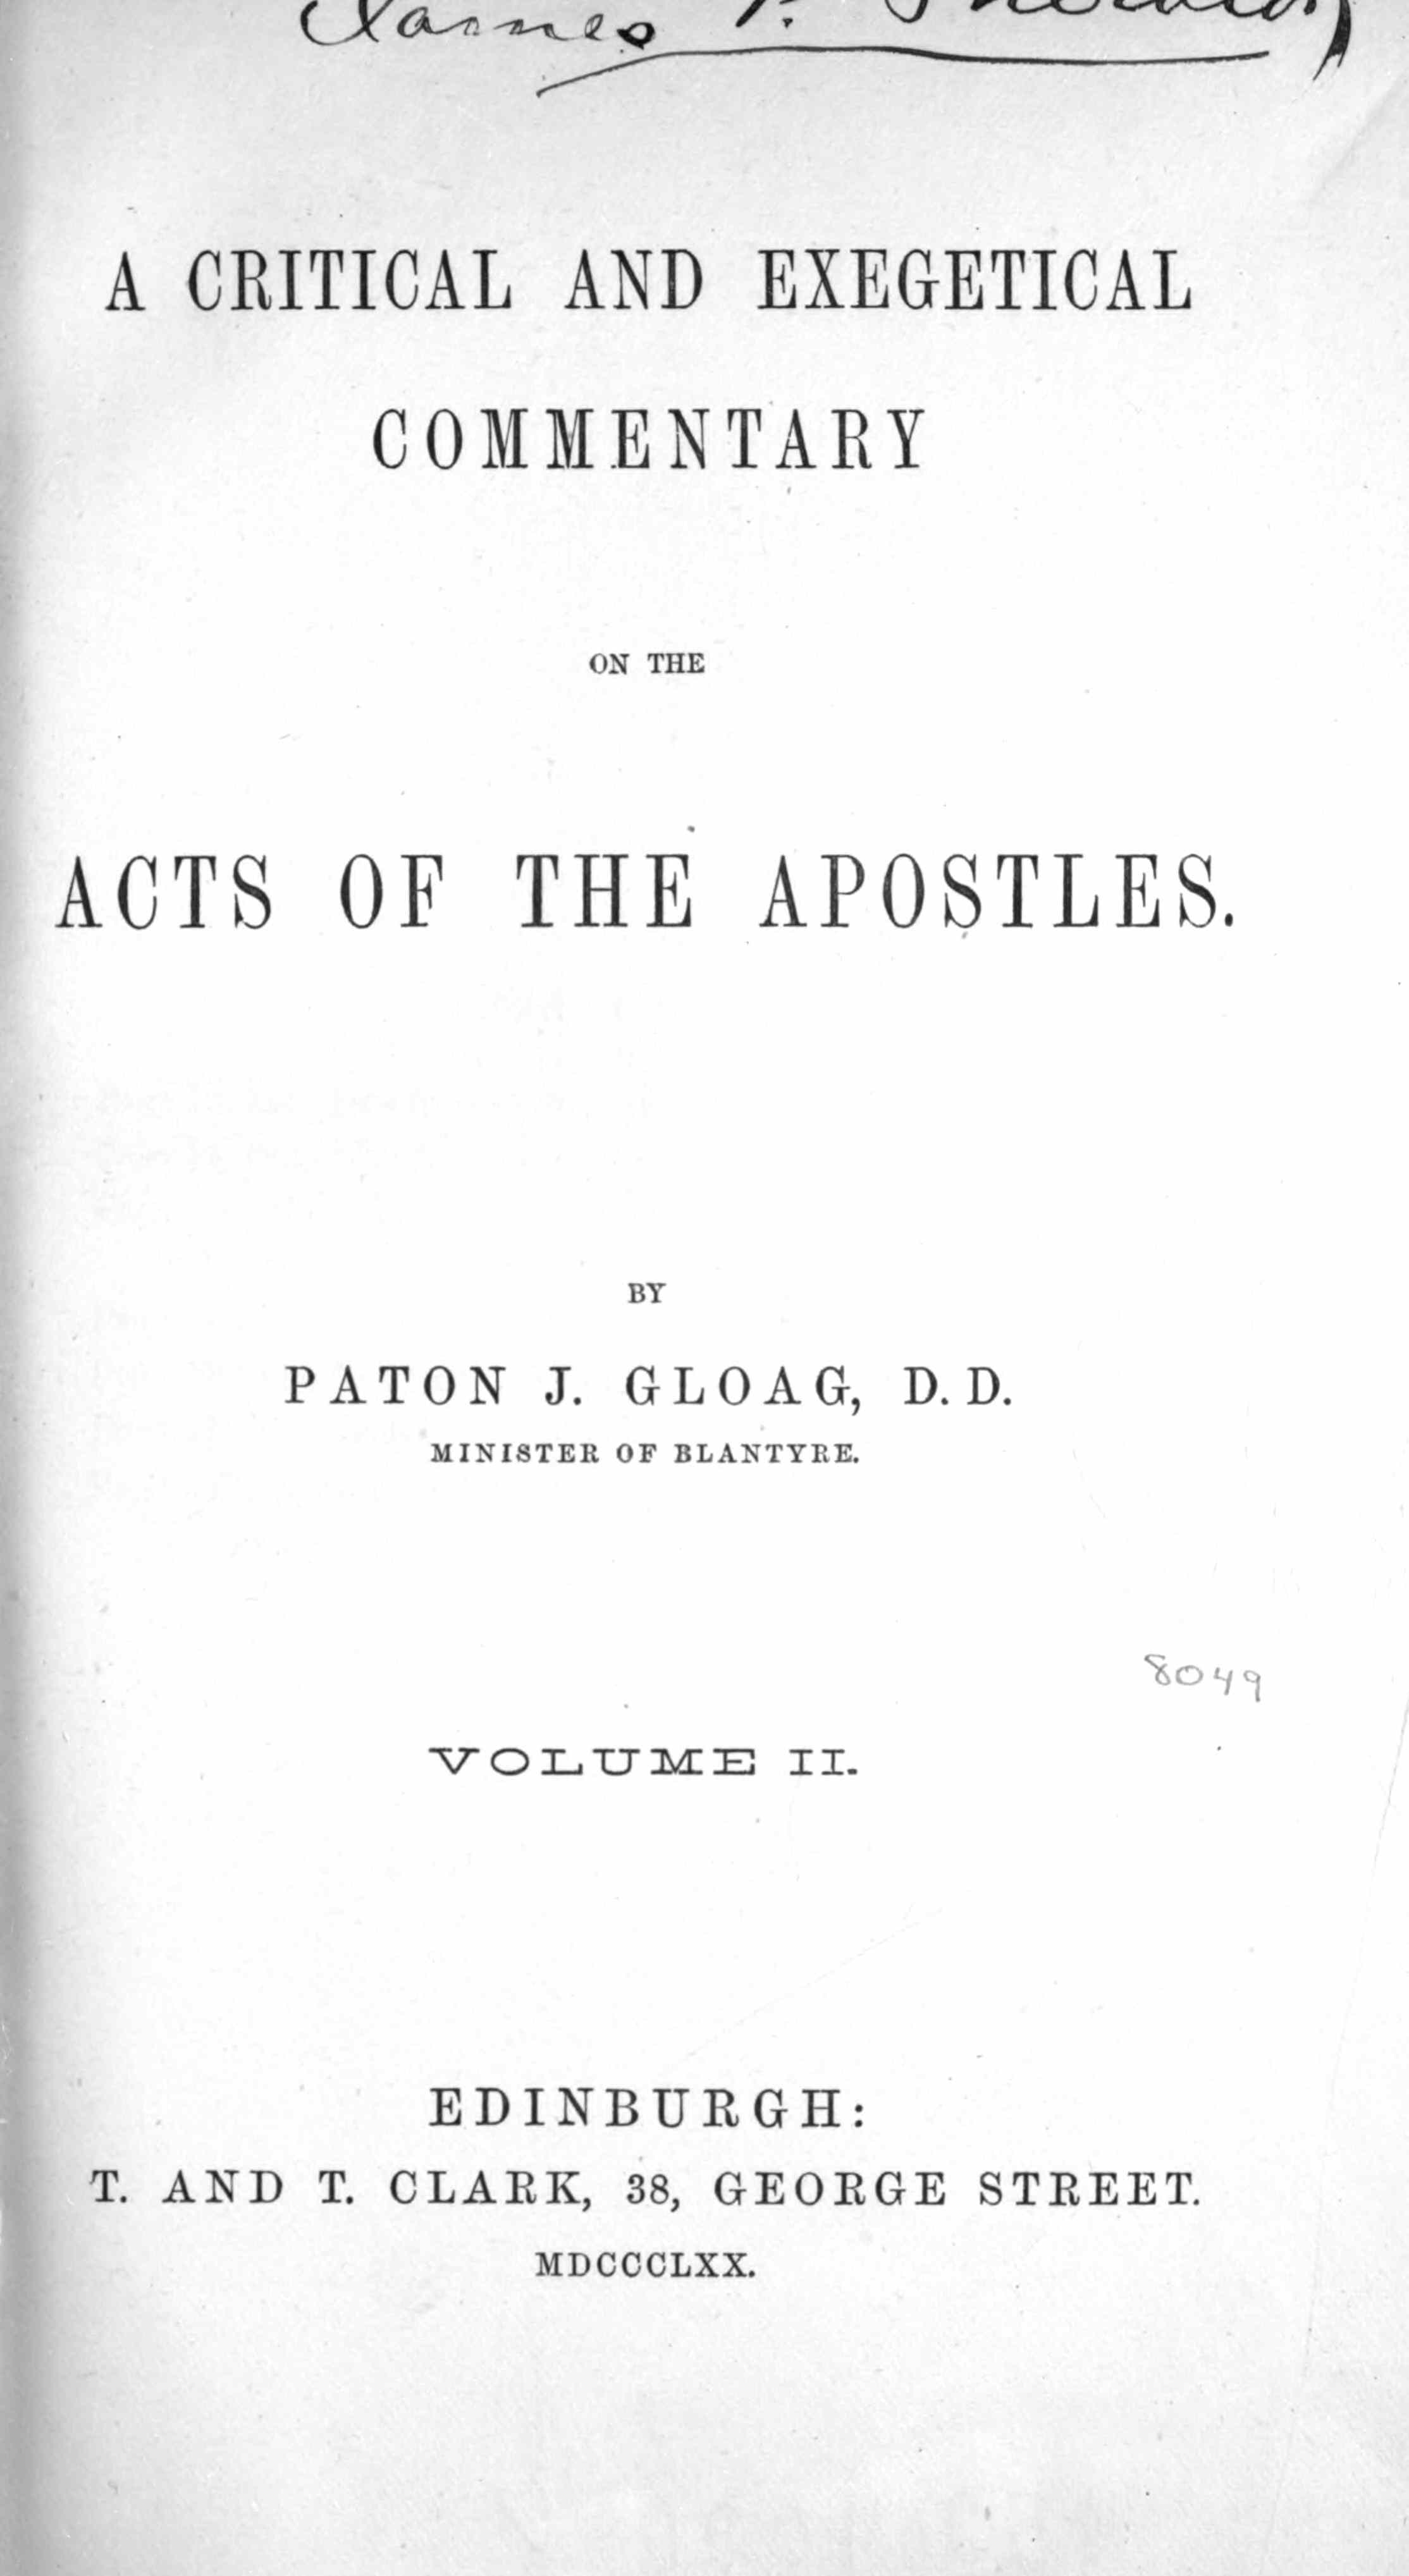 James
A CRITICAL AND EXEGETICAL
COMMENTARY
ON THE
ACTS OF THE APOSTLES.
BY
PATON J. GLOAG, D.D.
MINISTER OF BLANTYRE.
8049
VOLUME II.
EDINBURGH:
T. AND T. CLARK, 38, GEORGE STREET.
MDCCCLXX.